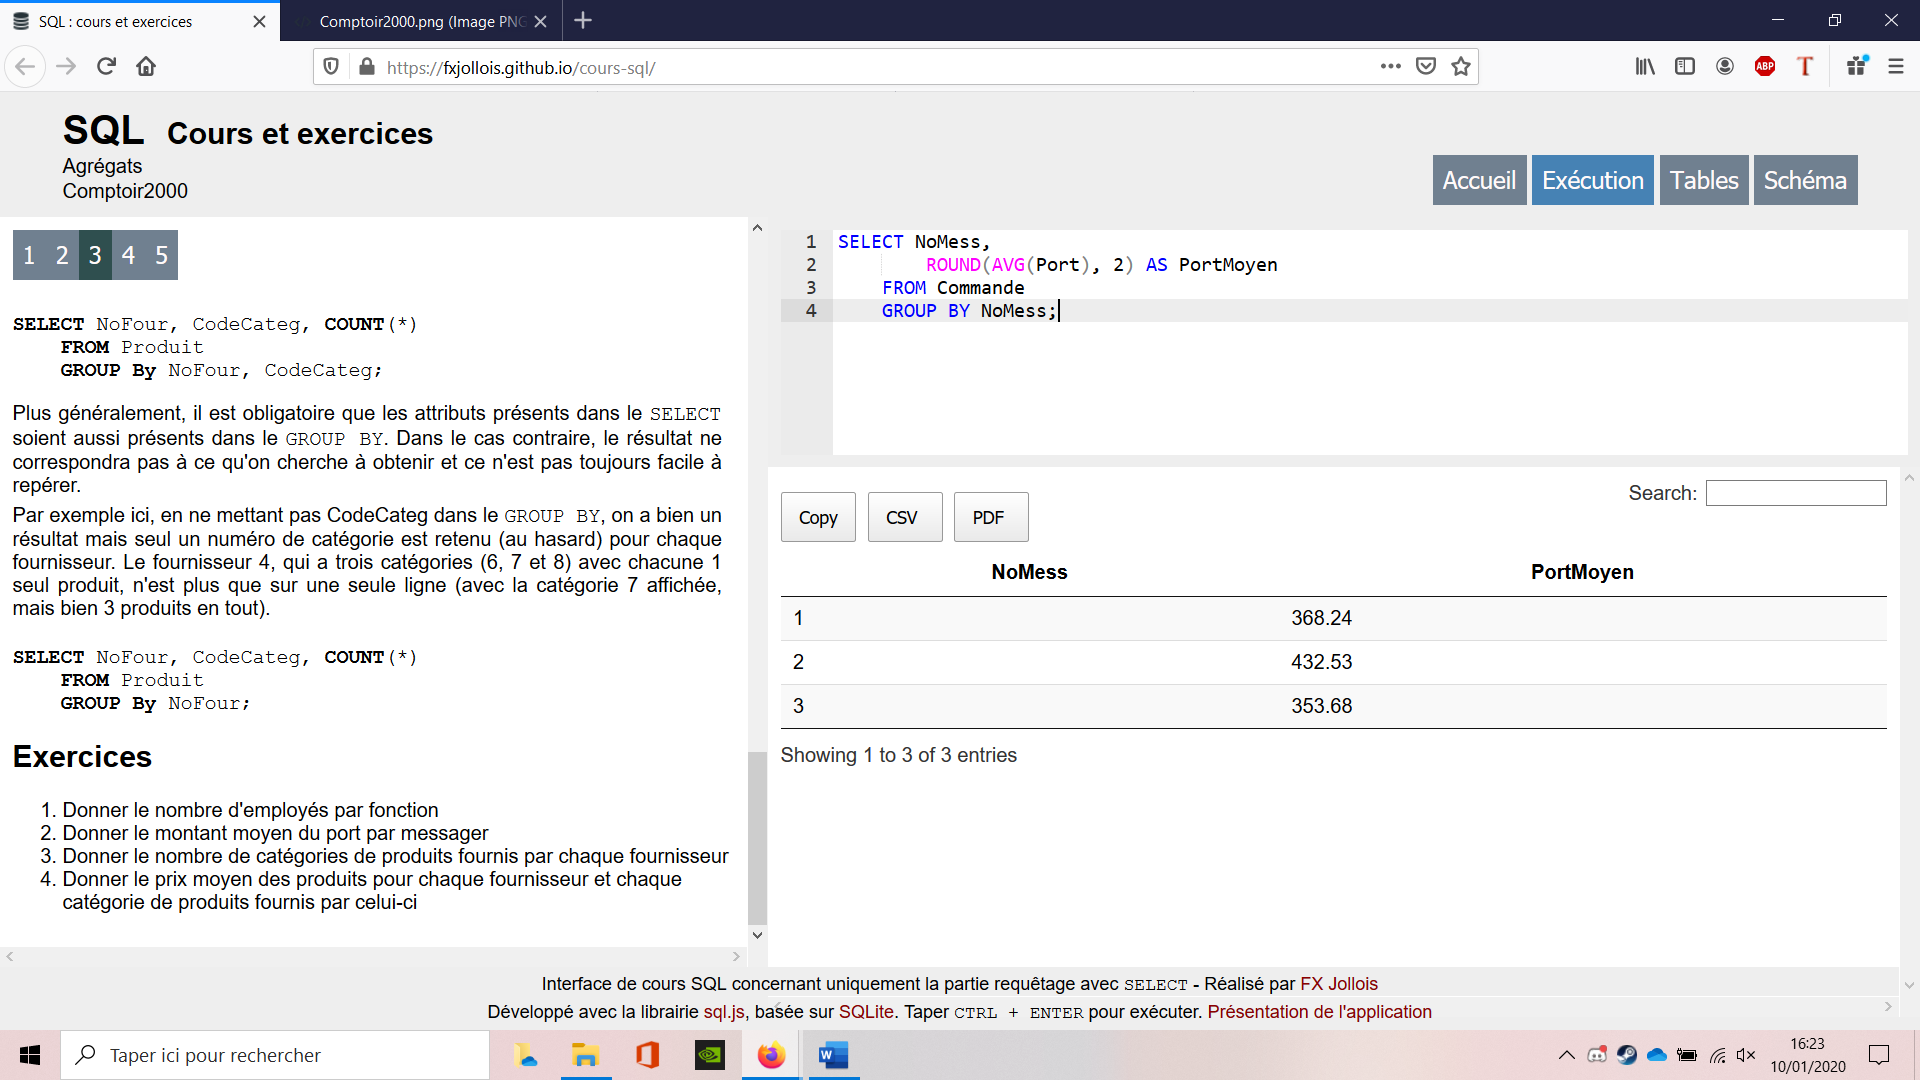 SQL : cours et exercices
Comptoir2000.png (Image PNG
https://fxjollois.github.io/cours-sql/
ABP
T
SQL Cours et exercices
Agrégats
Comptoir2000
Accueil Exécution Tables Schéma
1 2 3 4 5
SELECT NoFour, CodeCateg, COUNT(*)
FROM Produit
GROUP By NoFour, CodeCateg;
Plus généralement, il est obligatoire que les attributs présents dans le SELECT
soient aussi présents dans le GROUP BY. Dans le cas contraire, le résultat ne
correspondra pas à ce qu'on cherche à obtenir et ce n'est pas toujours facile à
repérer.
Par exemple ici, en ne mettant pas CodeCateg dans le GROUP BY, on a bien un
résultat mais seul un numéro de catégorie est retenu (au hasard) pour chaque
fournisseur. Le fournisseur 4, qui a trois catégories (6, 7 et 8) avec chacune 1
seul produit, n'est plus que sur une seule ligne (avec la catégorie 7 affichée,
mais bien 3 produits en tout).
SELECT NoFour, CodeCateg, COUNT(*)
FROM Produit
GROUP By NoFour;
Exercices
1. Donner le nombre d'employés par fonction
2. Donner le montant moyen du port par messager
3. Donner le nombre de catégories de produits fournis par chaque fournisseur
4. Donner le prix moyen des produits pour chaque fournisseur et chaque
catégorie de produits fournis par celui-ci
1 SELECT NoMess,
2 ROUND(AVG(Port), 2) AS PortMoyen
3 FROM Commande
4 GROUP BY NoMess;
Search:
Copy CSV PDF
NoMess PortMoyen
1 368.24
2 432.53
3 353.68
Showing 1 to 3 of 3 entries
Interface de cours SQL concernant uniquement la partie requêtage avec SELECT - Réalisé par FX Jollois
Développé avec la librairie sql.js, basée sur SQLite. Taper CTRL + ENTER pour exécuter. Présentation de l'application
Taper ici pour rechercher
16:23
10/01/2020